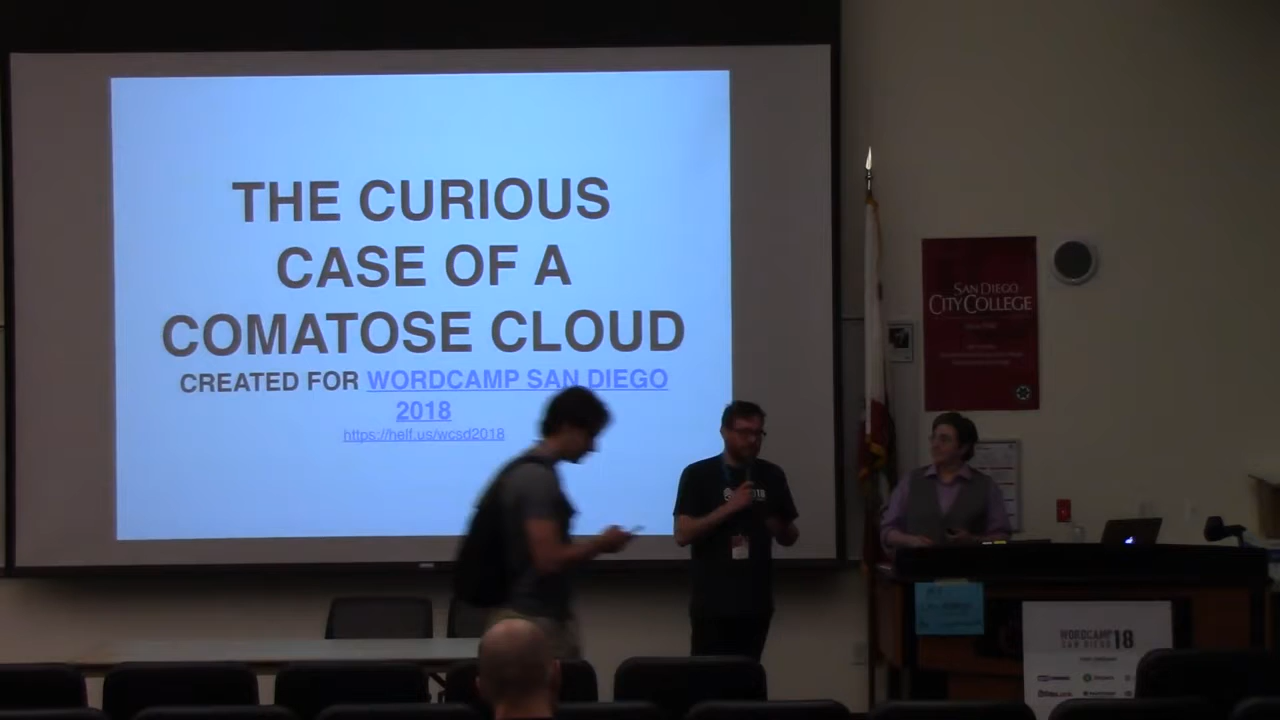 THE CURIOUS
CASE OF A
COMATOSE CLOUD
CREATED FOR WORDCAMP SAN DIEGO
2018
https://helf.us/wcsd2018
SAN DIEGO
CITY COLLEGE
WORDCAMP 18
SAN DIEGO